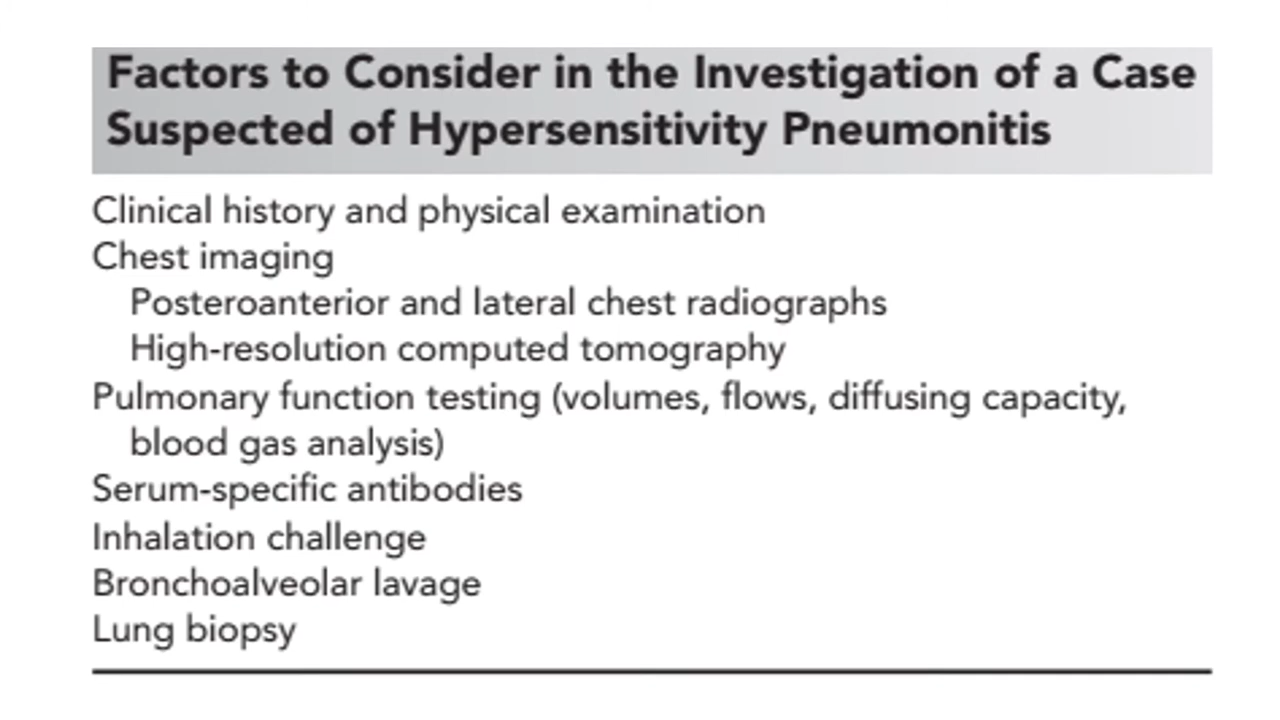 Factors to Consider in the Investigation of a Case
Suspected of Hypersensitivity Pneumonitis
Clinical history and physical examination
Chest imaging
Posteroanterior and lateral chest radiographs
High-resolution computed tomography
Pulmonary function testing (volumes, flows, diffusing capacity,
blood gas analysis)
Serum-specific antibodies
Inhalation challenge
Bronchoalveolar lavage
Lung biopsy